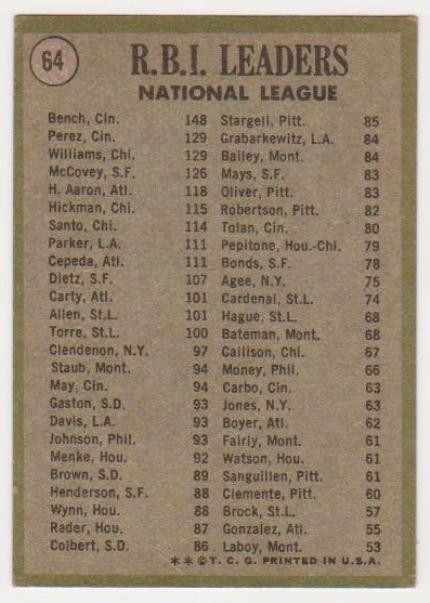 64
R.B.I. LEADERS
NATIONAL LEAGUE
Bench, Cin. 148
Perez, Cin. 129
Williams, Chi. 129
McCovey, S.F. 126
H. Aaron, Atl. 118
Hickman, Chi. 115
Santo, Chi. 114
Parker, L.A. 111
Cepeda, Atl. 111
Dietz, S.F. 107
Carty, Atl. 101
Allen, St.L. 101
Torre, St.L. 100
Clendenon, N.Y. 97
Staub, Mont. 94
May, Cin. 94
Gaston, S.D. 93
Davis, L.A. 93
Johnson, Phil. 93
Menke, Hou. 92
Brown, S.D. 89
Henderson, S.F. 88
Wynn, Hou. 88
Rader, Hou. 87
Colbert, S.D. 86
Stargell, Pitt. 85
Grabarkewitz, L.A. 84
Bailey, Mont. 84
Mays, S.F. 83
Oliver, Pitt. 83
Robertson, Pitt. 82
Tolan, Cin. 80
Pepitone, Hou.-Chi. 79
Bonds, S.F. 78
Agee, N.Y. 75
Cardenal, St.L. 74
Hague, St.L. 68
Bateman, Mont. 68
Callison, Chi. 67
Money, Phil. 66
Carbo, Cin. 63
Jones, N.Y. 63
Boyer, Atl. 62
Fairly, Mont. 61
Watson, Hou. 61
Sanguillen, Pitt. 61
Clemente, Pitt. 60
Brock, St.L. 57
Gonzalez, Atl. 55
Laboy, Mont. 53
** © T. C. G. PRINTED IN U.S.A.